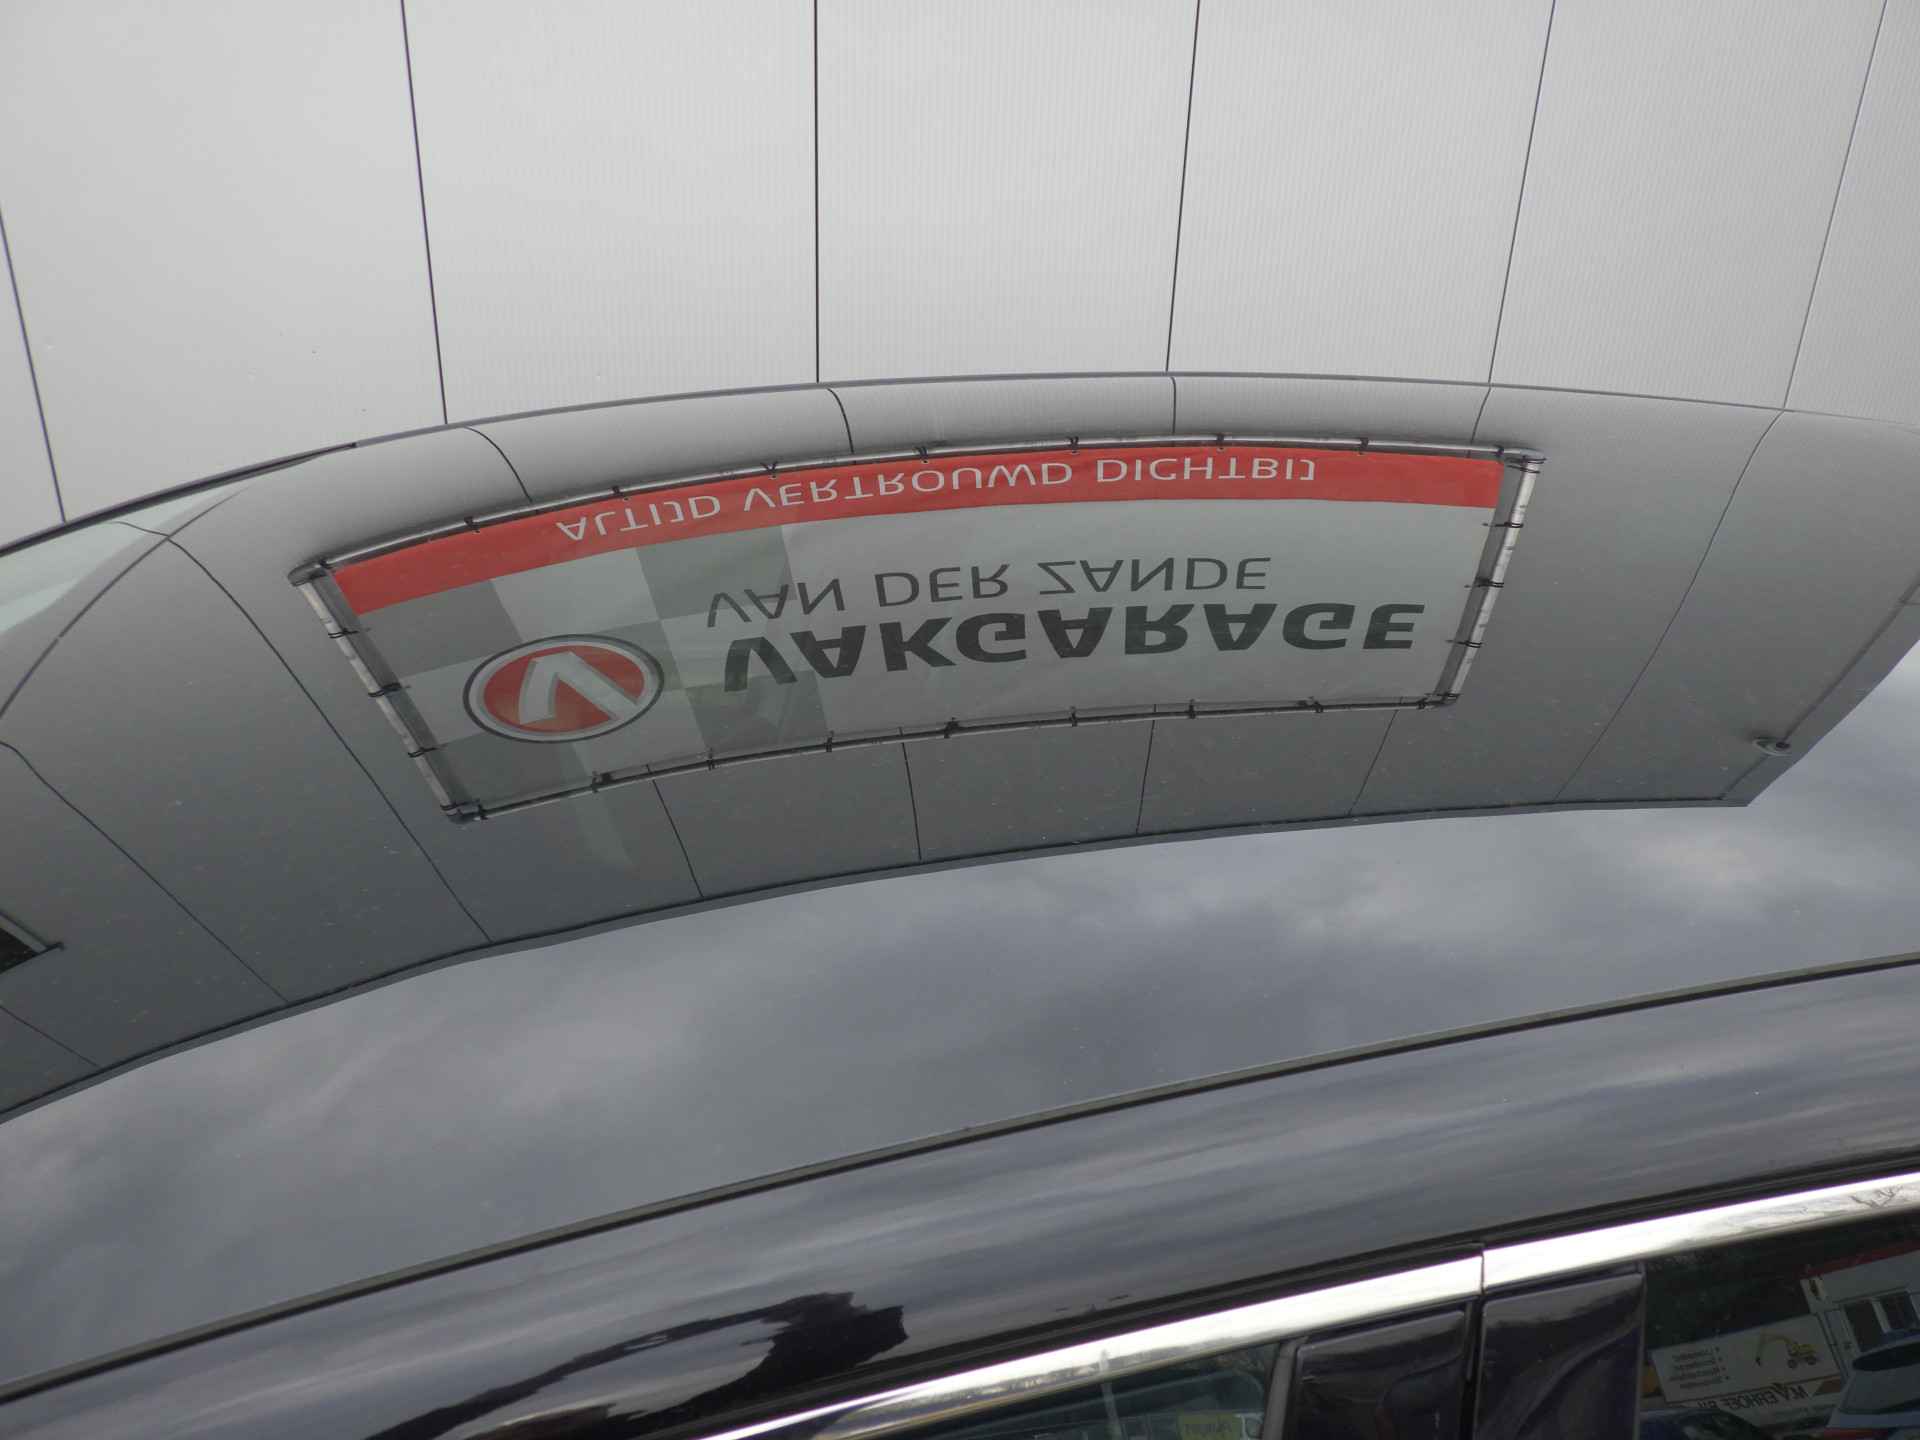 VAKGARAGE
VAN DER ZANDE
ALTIJD VERTROUWD DICHTBIJ